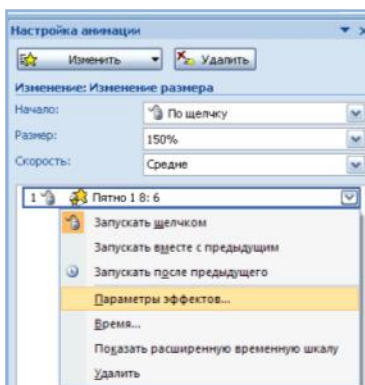 Настройка анимации
Изменить Удалить
Изменение: Изменение размера
Начало: По щелчку
Размер: 150%
Скорость: Средне
1 Пятно 1 8: 6
Запускать щелчком
Запускать вместе с предыдущим
Запускать после предыдущего
Параметры эффектов...
Время...
Показать расширенную временную шкалу
Удалить